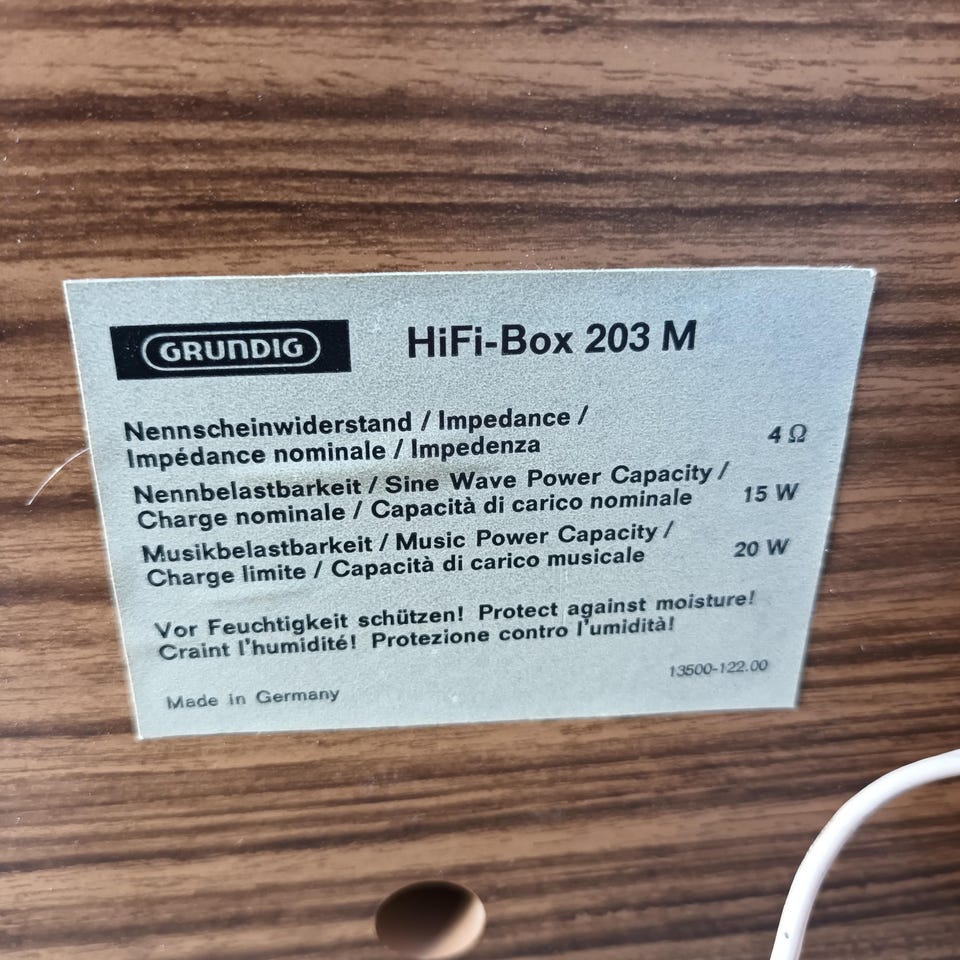 GRUNDIG HiFi-Box 203 M
Nennscheinwiderstand / Impedance /
Impédance nominale / Impedenza 4 Ω
Nennbelastbarkeit / Sine Wave Power Capacity /
Charge nominale / Capacità di carico nominale 15 W
Musikbelastbarkeit / Music Power Capacity /
Charge limite / Capacità di carico musicale 20 W
Vor Feuchtigkeit schützen! Protect against moisture!
Craint l'humidité! Protezione contro l'umidità!
13500-122.00
Made in Germany